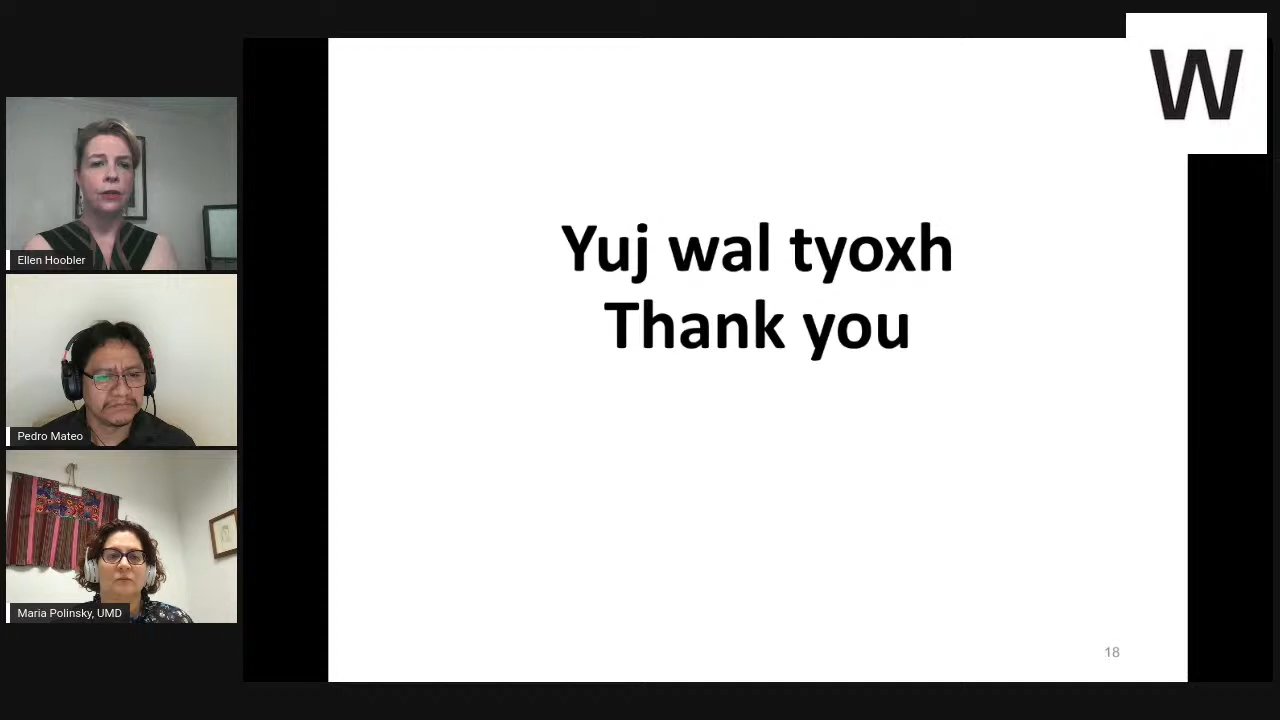 W
Ellen Hoobler
Pedro Mateo
Maria Polinsky, UMD
Yuj wal tyoxh
Thank you
18